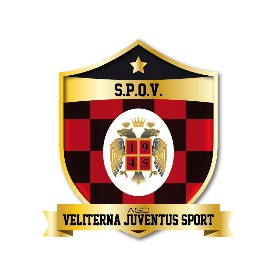 S.P.O.V.
19
45
ASD
VELITERNA JUVENTUS SPORT